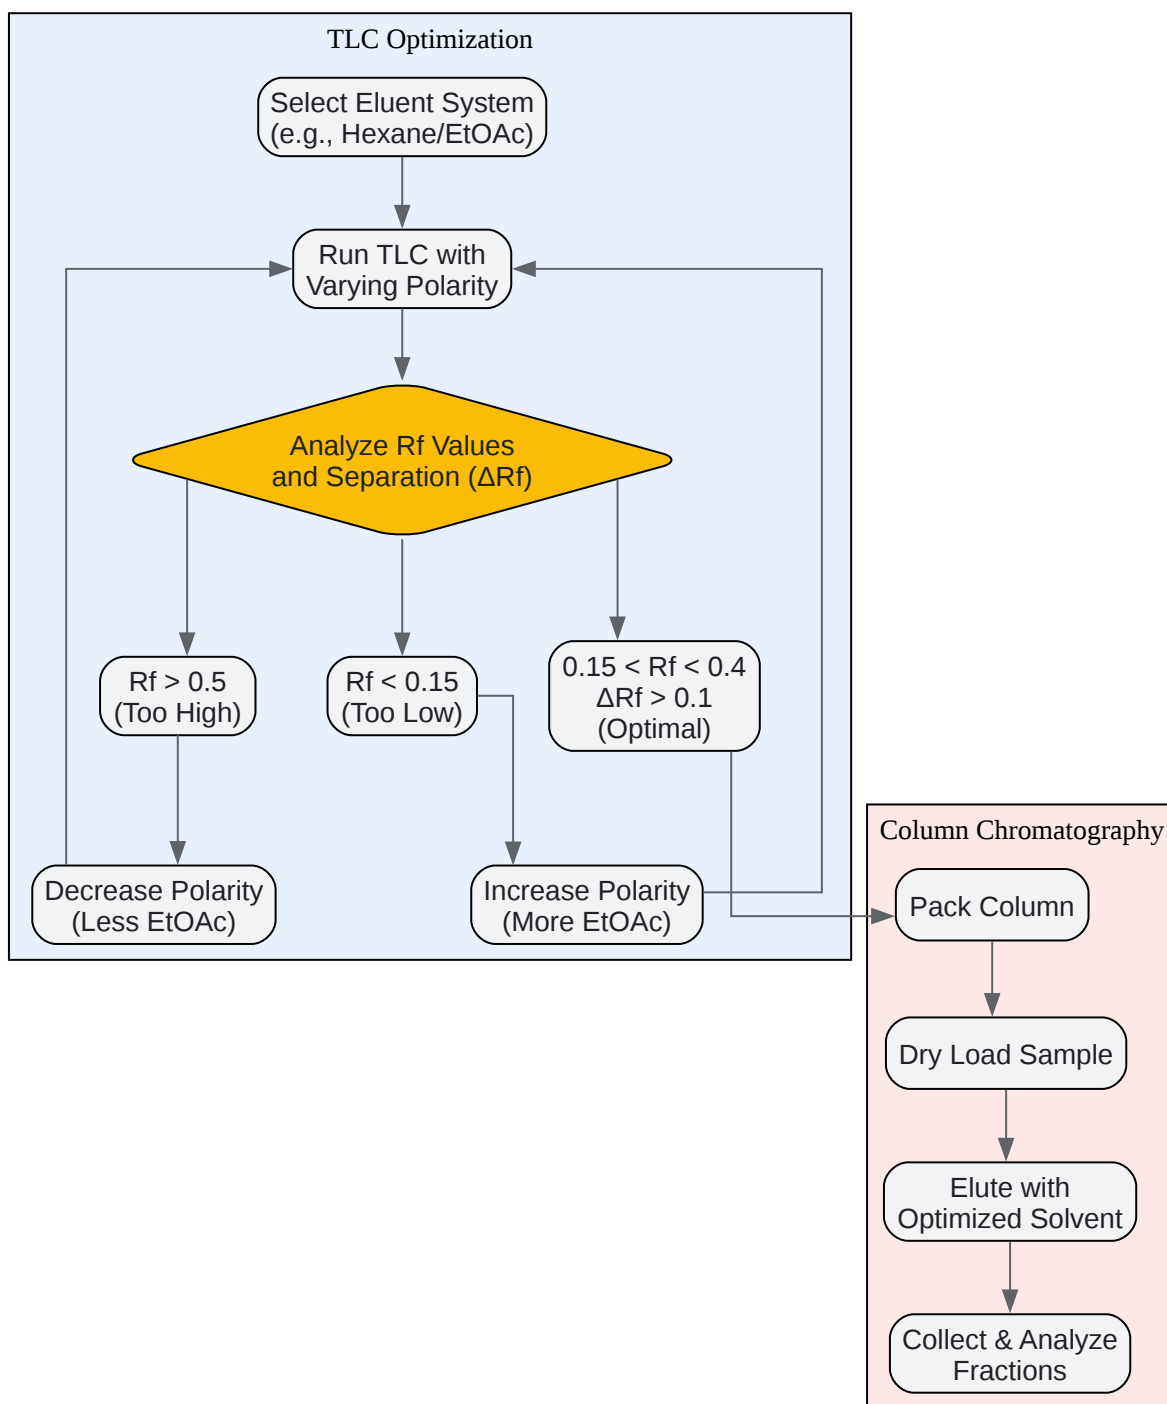 TLC Optimization
Select Eluent System
(e.g., Hexane/EtOAc)
Run TLC with
Varying Polarity
Analyze Rf Values
and Separation (ΔRf)
Rf > 0.5
(Too High)
Rf < 0.15
(Too Low)
0.15 < Rf < 0.4
ΔRf > 0.1
(Optimal)
Decrease Polarity
(Less EtOAc)
Increase Polarity
(More EtOAc)
Column Chromatography
Pack Column
Dry Load Sample
Elute with
Optimized Solvent
Collect & Analyze
Fractions